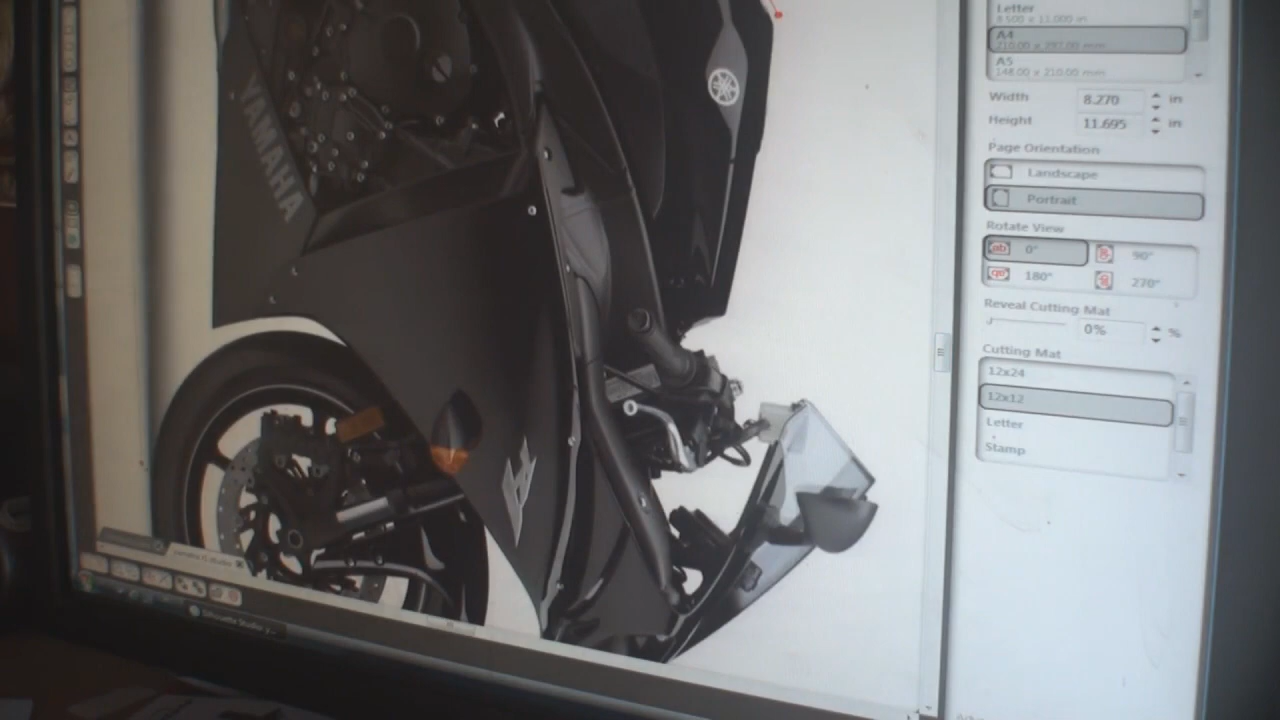 Letter
8.500 x 11.000 in
A4
210.00 x 297.00 mm
A5
148.00 x 210.00 mm
Width 8.270 in
Height 11.695 in
Page Orientation
Landscape
Portrait
Rotate View
0° 90°
180° 270°
Reveal Cutting Mat
0% %
Cutting Mat
12x24
12x12
Letter
Stamp
YAMAHA
Silhouette Studio